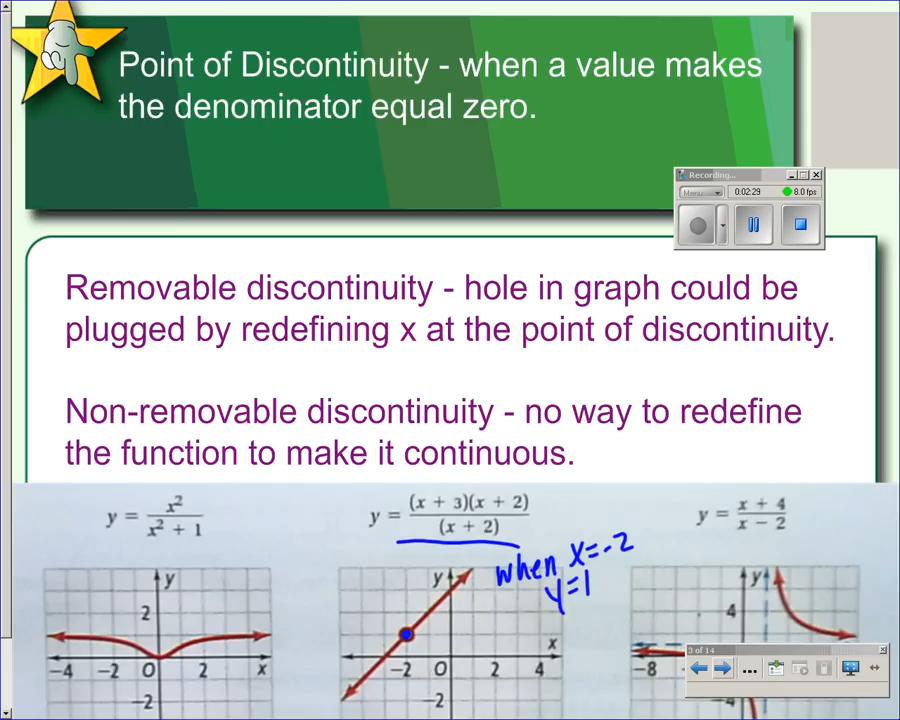 Point of Discontinuity - when a value makes
the denominator equal zero.
Recording...
Menu
0:02:29
8.0 fps
Removable discontinuity - hole in graph could be
plugged by redefining x at the point of discontinuity.
Non-removable discontinuity - no way to redefine
the function to make it continuous.
y = x² / x² + 1
y = (x + 3)(x + 2) / (x + 2)
y = x + 4 / x − 2
when x=-2
y=1
y
2
−4 −2 O 2 x
−2
y
x
−2 O 2 4
−2
y
4
−8
−4
3 of 14